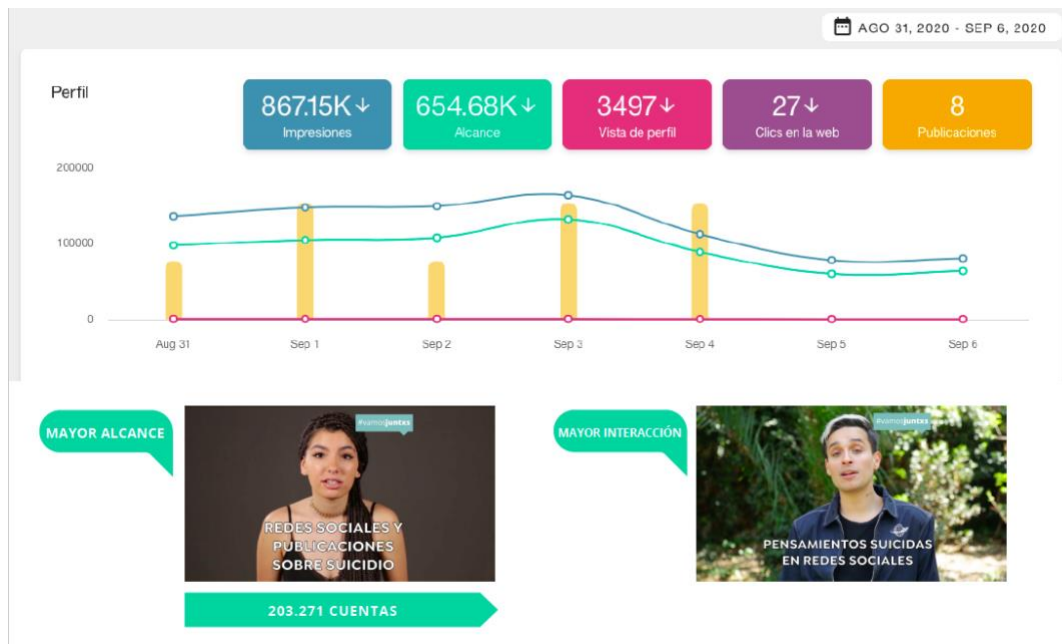 AGO 31, 2020 - SEP 6, 2020
Perfil
867.15K↓
Impresiones
654.68K↓
Alcance
3497↓
Vista de perfil
27↓
Clics en la web
8
Publicaciones
200000
100000
0
Aug 31
Sep 1
Sep 2
Sep 3
Sep 4
Sep 5
Sep 6
MAYOR ALCANCE
#vamosjuntxs
REDES SOCIALES Y
PUBLICACIONES
SOBRE SUICIDIO
203.271 CUENTAS
MAYOR INTERACCIÓN
#vamosjuntxs
PENSAMIENTOS SUICIDAS
EN REDES SOCIALES